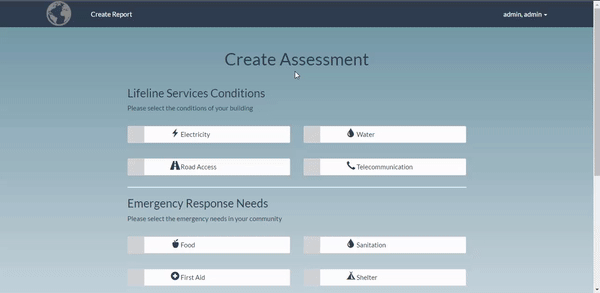 Create Report
admin, admin
Create Assessment
Lifeline Services Conditions
Please select the conditions of your building
Electricity
Water
Road Access
Telecommunication
Emergency Response Needs
Please select the emergency needs in your community
Food
Sanitation
First Aid
Shelter